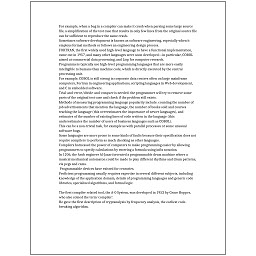 For example, when a bug in a compiler can make it crash when parsing some large source
file, a simplification of the test case that results in only few lines from the original source file
can be sufficient to reproduce the same crash.
Sometimes software development is known as software engineering, especially when it
employs formal methods or follows an engineering design process.
FORTRAN, the first widely used high-level language to have a functional implementation,
came out in 1957, and many other languages were soon developed—in particular, COBOL
aimed at commercial data processing, and Lisp for computer research.
Programmers typically use high-level programming languages that are more easily
intelligible to humans than machine code, which is directly executed by the central
processing unit.
For example, COBOL is still strong in corporate data centers often on large mainframe
computers, Fortran in engineering applications, scripting languages in Web development,
and C in embedded software.
Trial-and-error/divide-and-conquer is needed: the programmer will try to remove some
parts of the original test case and check if the problem still exists.
Methods of measuring programming language popularity include: counting the number of
job advertisements that mention the language, the number of books sold and courses
teaching the language (this overestimates the importance of newer languages), and
estimates of the number of existing lines of code written in the language (this
underestimates the number of users of business languages such as COBOL).
This can be a non-trivial task, for example as with parallel processes or some unusual
software bugs.
Some languages are more prone to some kinds of faults because their specification does not
require compilers to perform as much checking as other languages.
Compilers harnessed the power of computers to make programming easier by allowing
programmers to specify calculations by entering a formula using infix notation.
In 1206, the Arab engineer Al-Jazari invented a programmable drum machine where a
musical mechanical automaton could be made to play different rhythms and drum patterns,
via pegs and cams.
Programmable devices have existed for centuries.
Proficient programming usually requires expertise in several different subjects, including
knowledge of the application domain, details of programming languages and generic code
libraries, specialized algorithms, and formal logic.
The first compiler related tool, the A-0 System, was developed in 1952 by Grace Hopper,
who also coined the term 'compiler'.
He gave the first description of cryptanalysis by frequency analysis, the earliest code-
breaking algorithm.